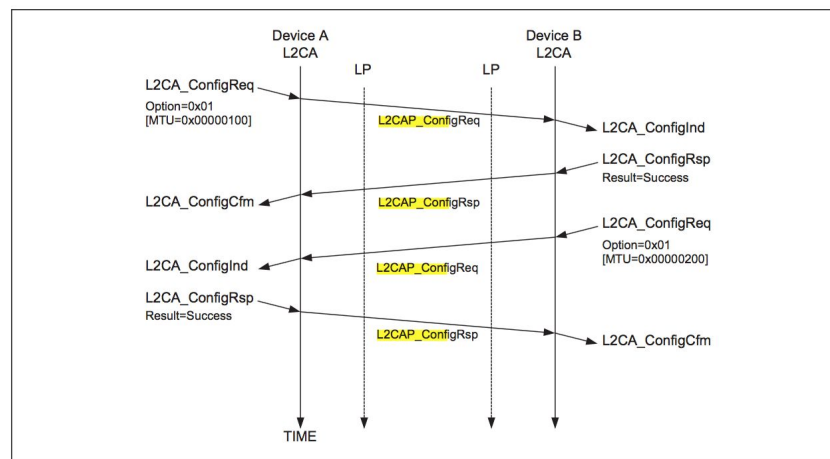 Device A
L2CA
Device B
L2CA
LP
LP
L2CA_ConfigReq
Option=0x01
[MTU=0x00000100]
L2CAP_ConfigReq
L2CA_ConfigInd
L2CA_ConfigRsp
Result=Success
L2CA_ConfigCfm
L2CAP_ConfigRsp
L2CA_ConfigReq
Option=0x01
[MTU=0x00000200]
L2CA_ConfigInd
L2CAP_ConfigReq
L2CA_ConfigRsp
Result=Success
L2CAP_ConfigRsp
L2CA_ConfigCfm
TIME